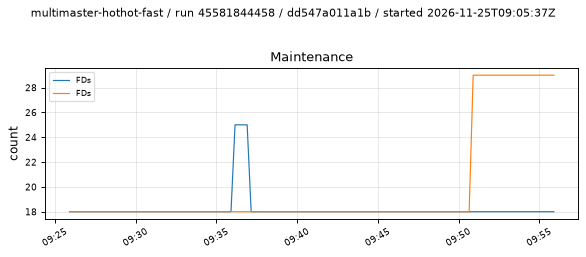 multimaster-hothot-fast / run 45581844458 / dd547a011a1b / started 2026-11-25T09:05:37Z
Maintenance
FDs
FDs
count
28
26
24
22
20
18
09:25
09:30
09:35
09:40
09:45
09:50
09:55